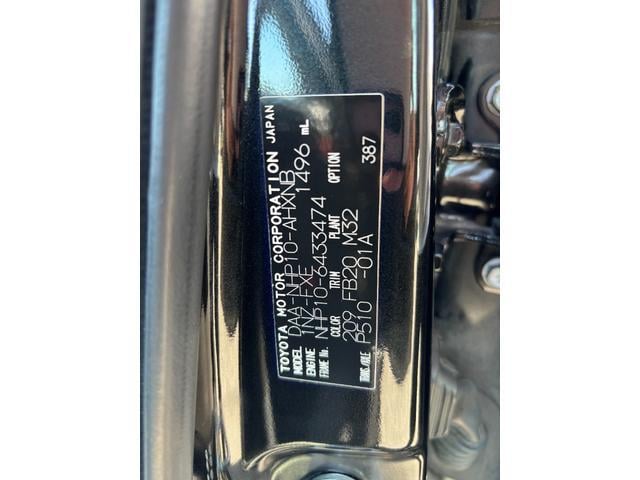 TOYOTA MOTOR CORPORATION JAPAN
MODEL DAA-NHP10-AHXNB
ENGINE 1NZ-FXE 1496 mL
FRAME No. NHP10-6433474
COLOR TRIM PLANT OPTION
209 FB20 M32 387
TRANS/AXLE P510 -01A